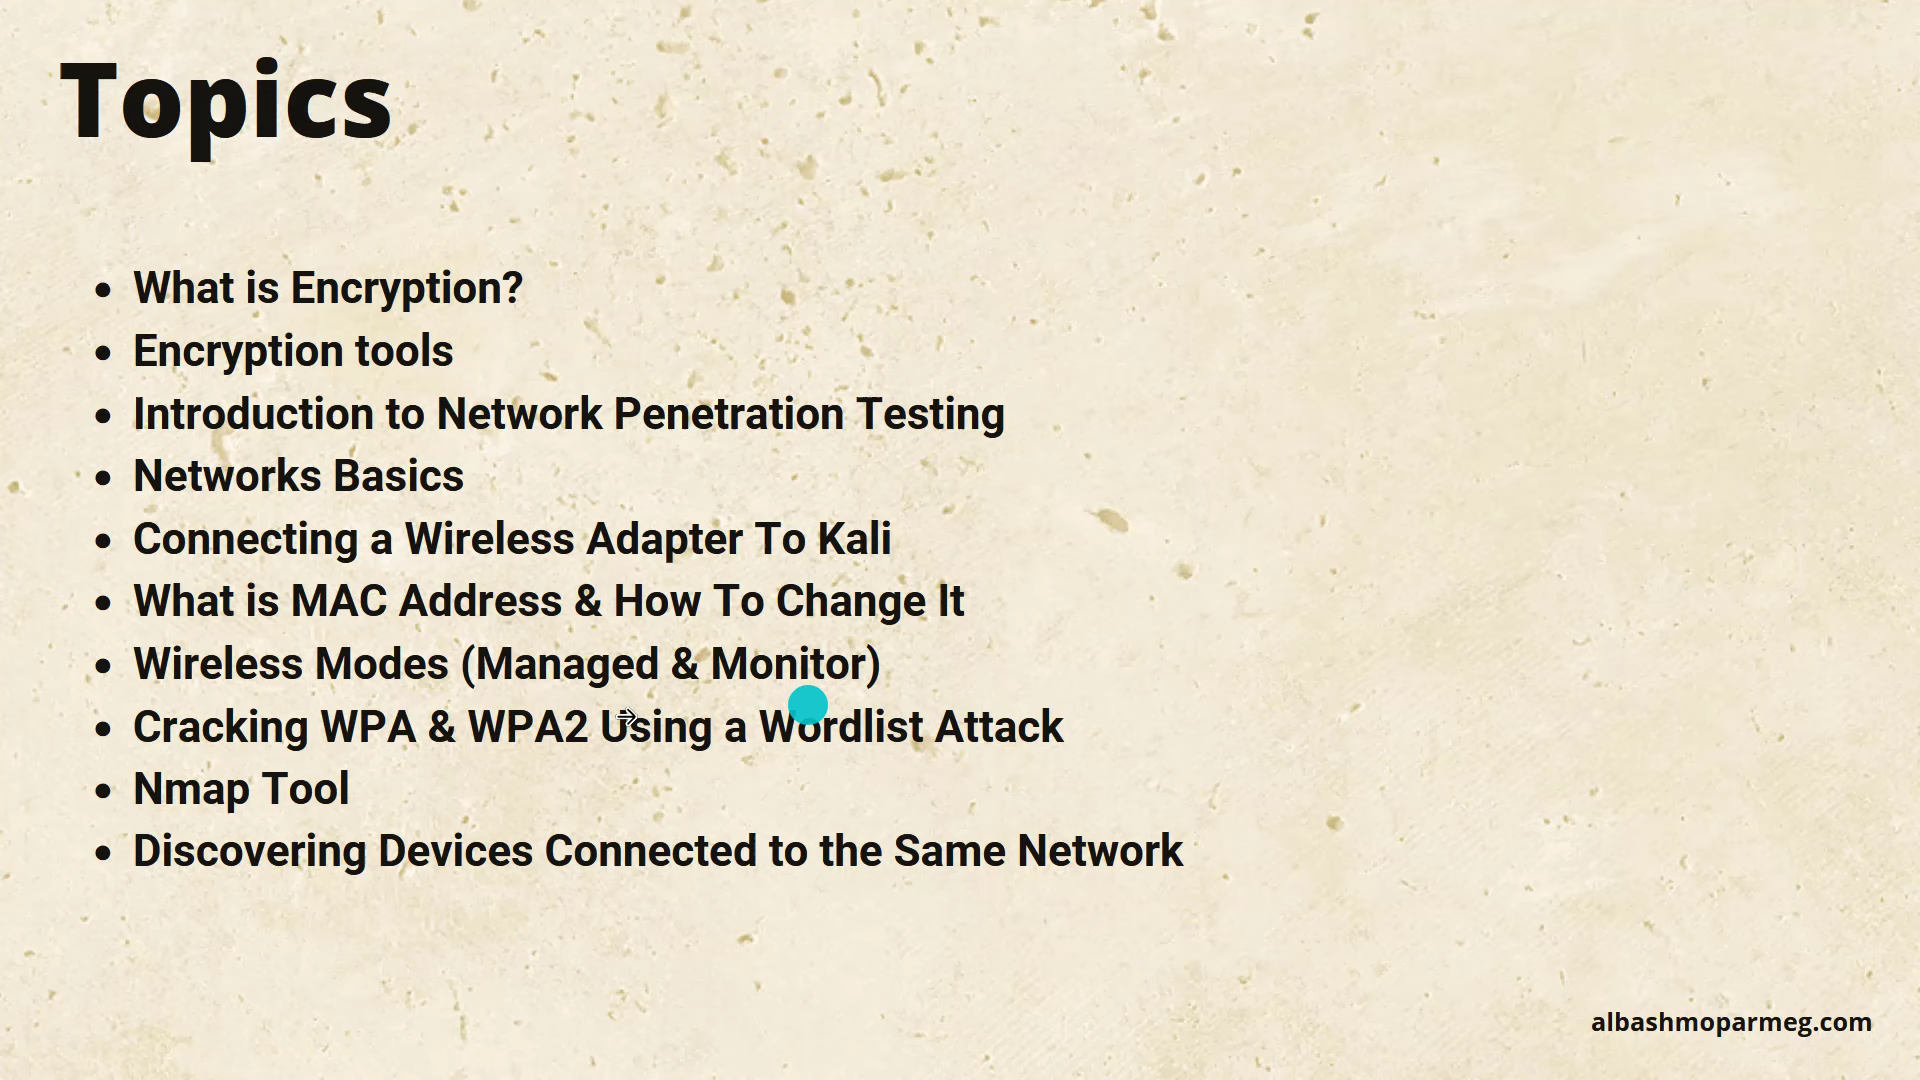 Topics
What is Encryption?
Encryption tools
Introduction to Network Penetration Testing
Networks Basics
Connecting a Wireless Adapter To Kali
What is MAC Address & How To Change It
Wireless Modes (Managed & Monitor)
Cracking WPA & WPA2 Using a Wordlist Attack
Nmap Tool
Discovering Devices Connected to the Same Network
albashmoparmeg.com